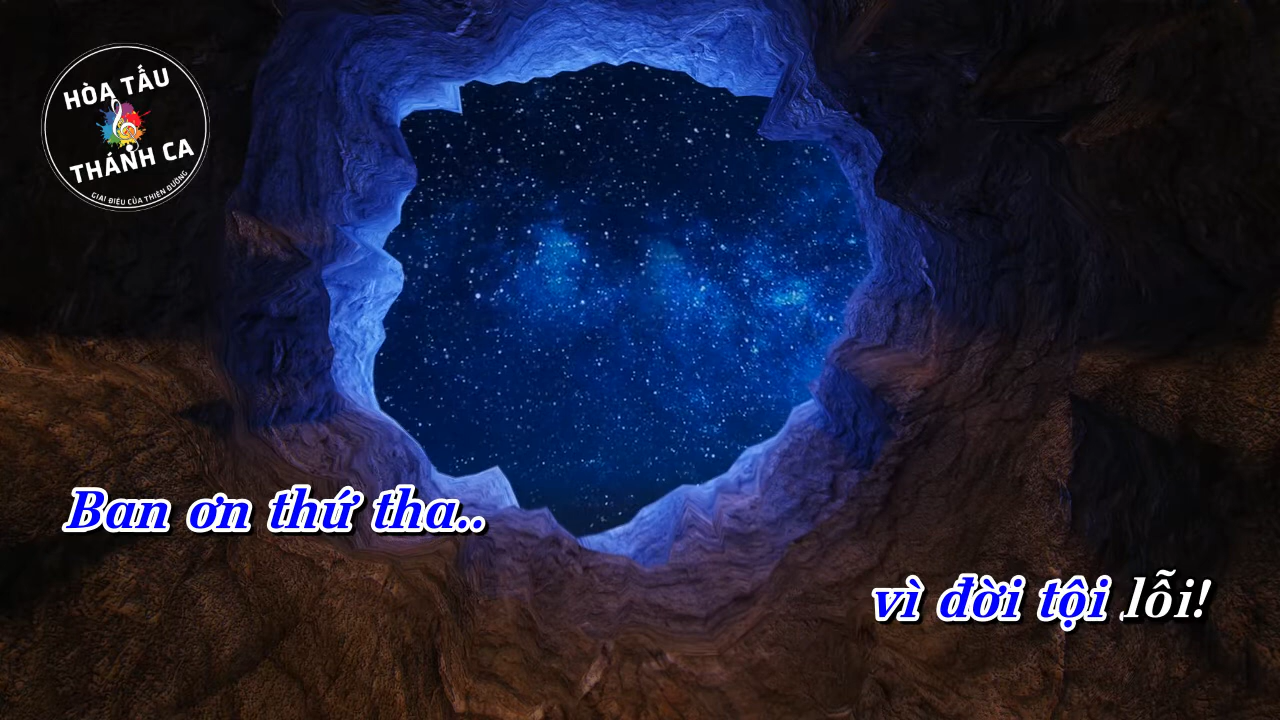 HÒA TẤU
THÁNH CA
GIAI ĐIỆU CỦA THIÊN ĐƯỜNG
Ban ơn thứ tha..
vì đời tội lỗi!